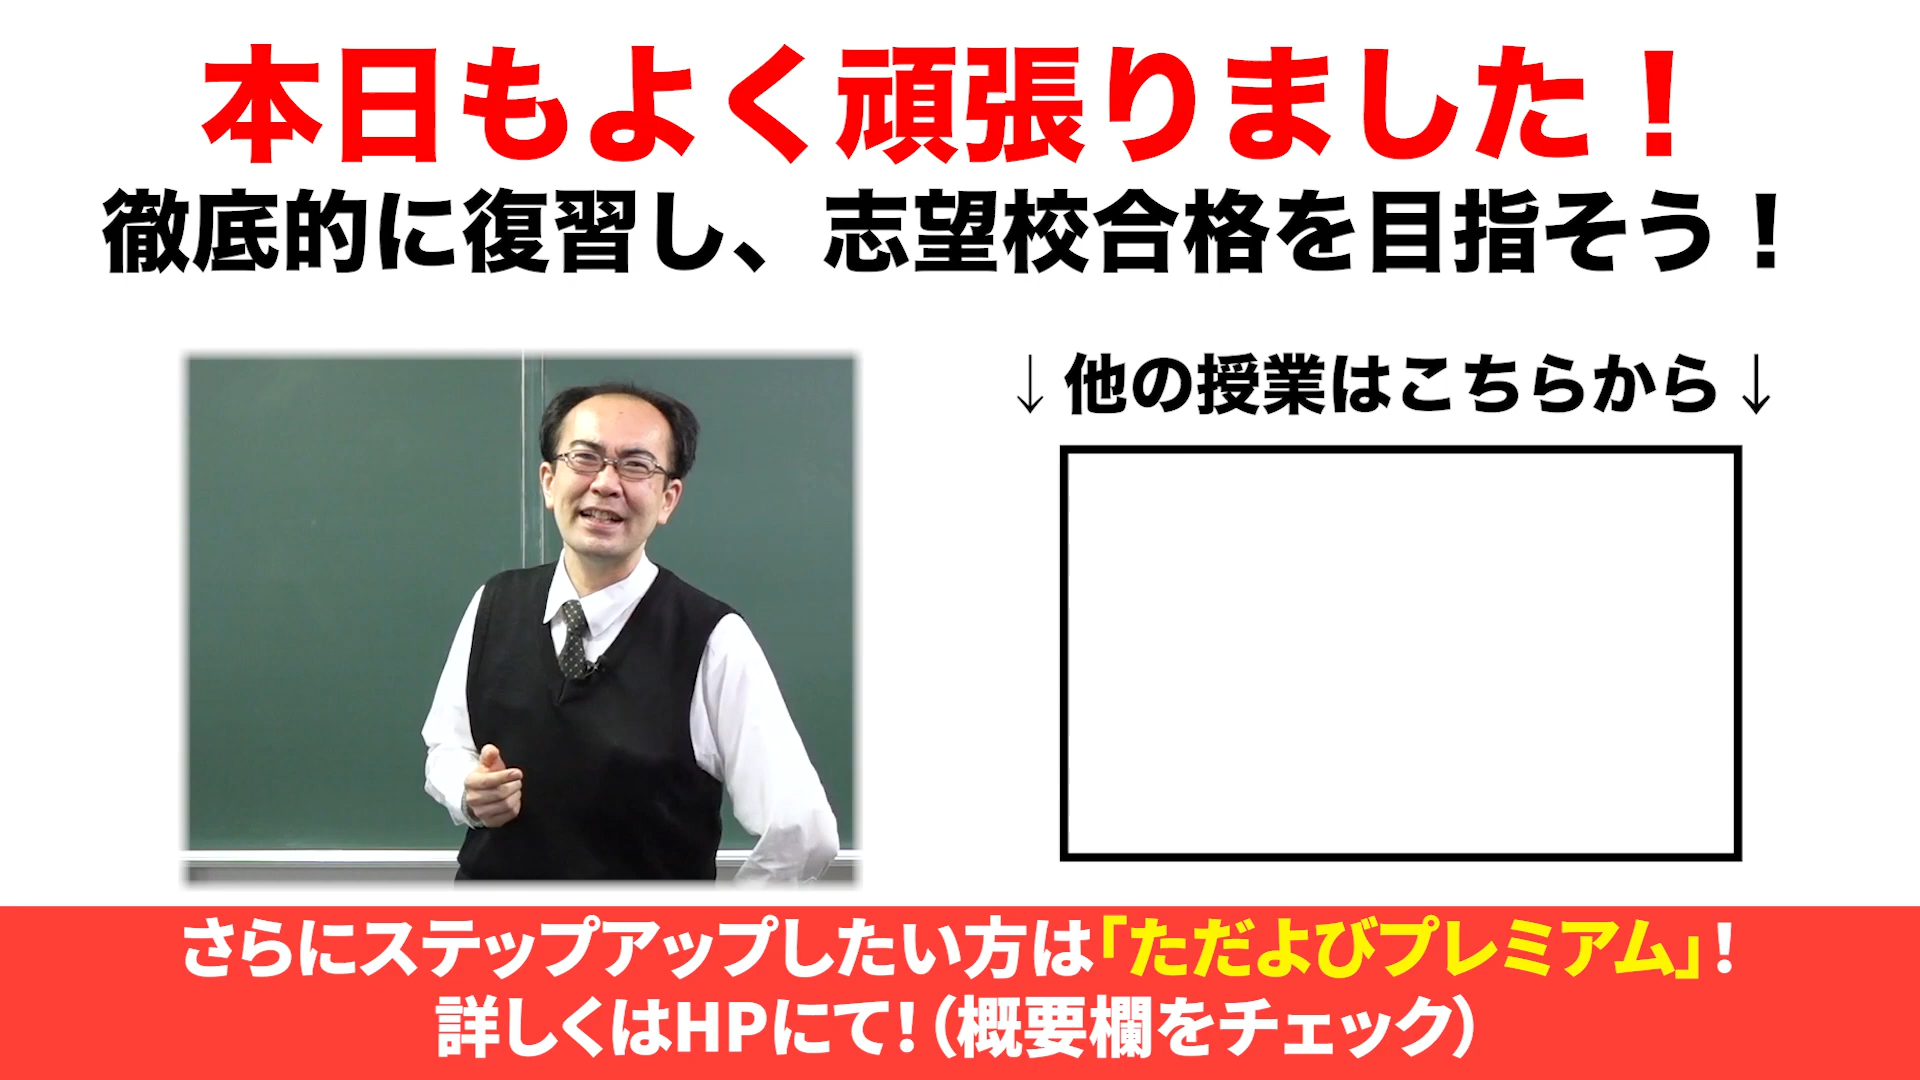 本日もよく頑張りました！
徹底的に復習し、志望校合格を目指そう！
↓他の授業はこちらから↓
さらにステップアップしたい方は「ただよびプレミアム」！
詳しくはHPにて！（概要欄をチェック）